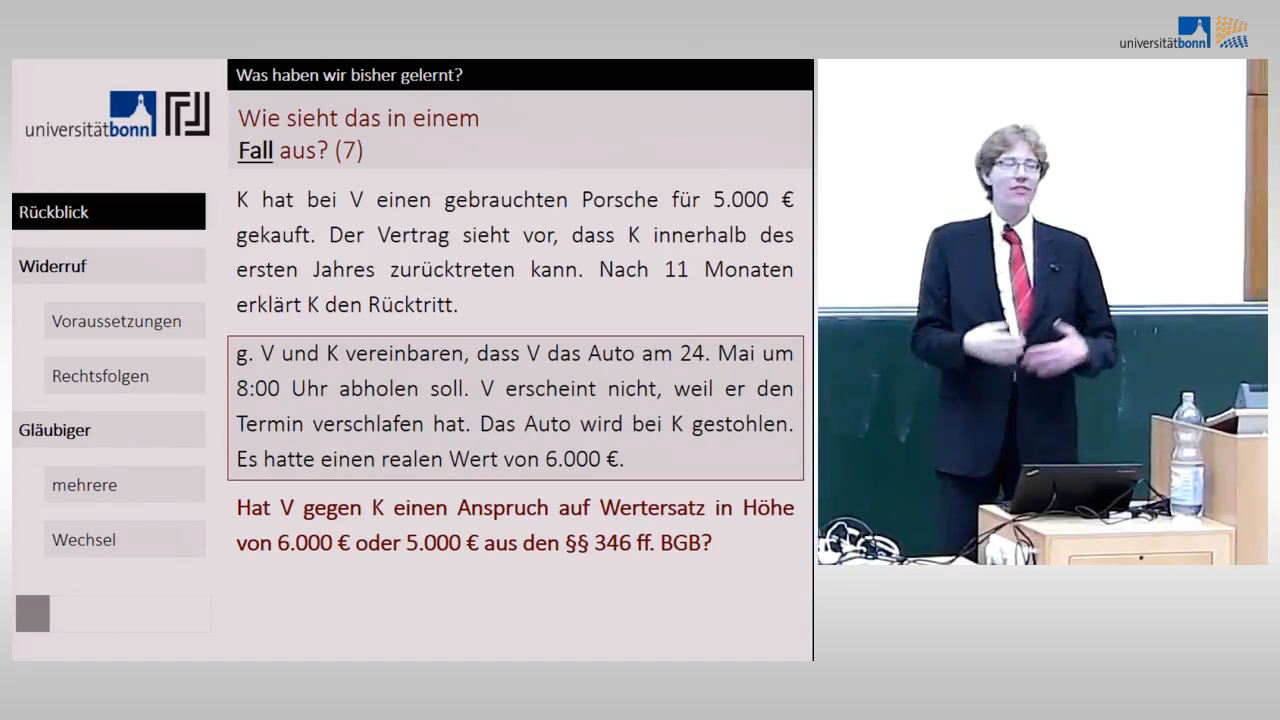 universitätbonn
Was haben wir bisher gelernt?
universitätbonn
Wie sieht das in einem
Fall aus? (7)
Rückblick
Widerruf
Voraussetzungen
Rechtsfolgen
Gläubiger
mehrere
Wechsel
K hat bei V einen gebrauchten Porsche für 5.000 €
gekauft. Der Vertrag sieht vor, dass K innerhalb des
ersten Jahres zurücktreten kann. Nach 11 Monaten
erklärt K den Rücktritt.
g. V und K vereinbaren, dass V das Auto am 24. Mai um
8:00 Uhr abholen soll. V erscheint nicht, weil er den
Termin verschlafen hat. Das Auto wird bei K gestohlen.
Es hatte einen realen Wert von 6.000 €.
Hat V gegen K einen Anspruch auf Wertersatz in Höhe
von 6.000 € oder 5.000 € aus den §§ 346 ff. BGB?